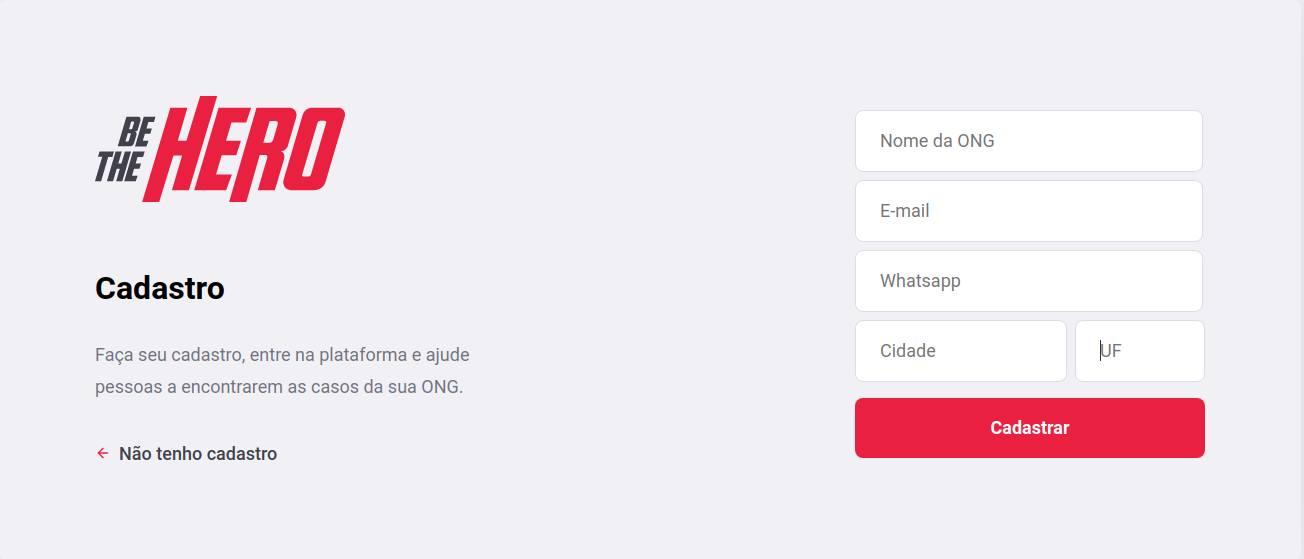 BE
THE
HERO
Cadastro
Faça seu cadastro, entre na plataforma e ajude
pessoas a encontrarem as casos da sua ONG.
Não tenho cadastro
Nome da ONG
E-mail
Whatsapp
Cidade
UF
Cadastrar